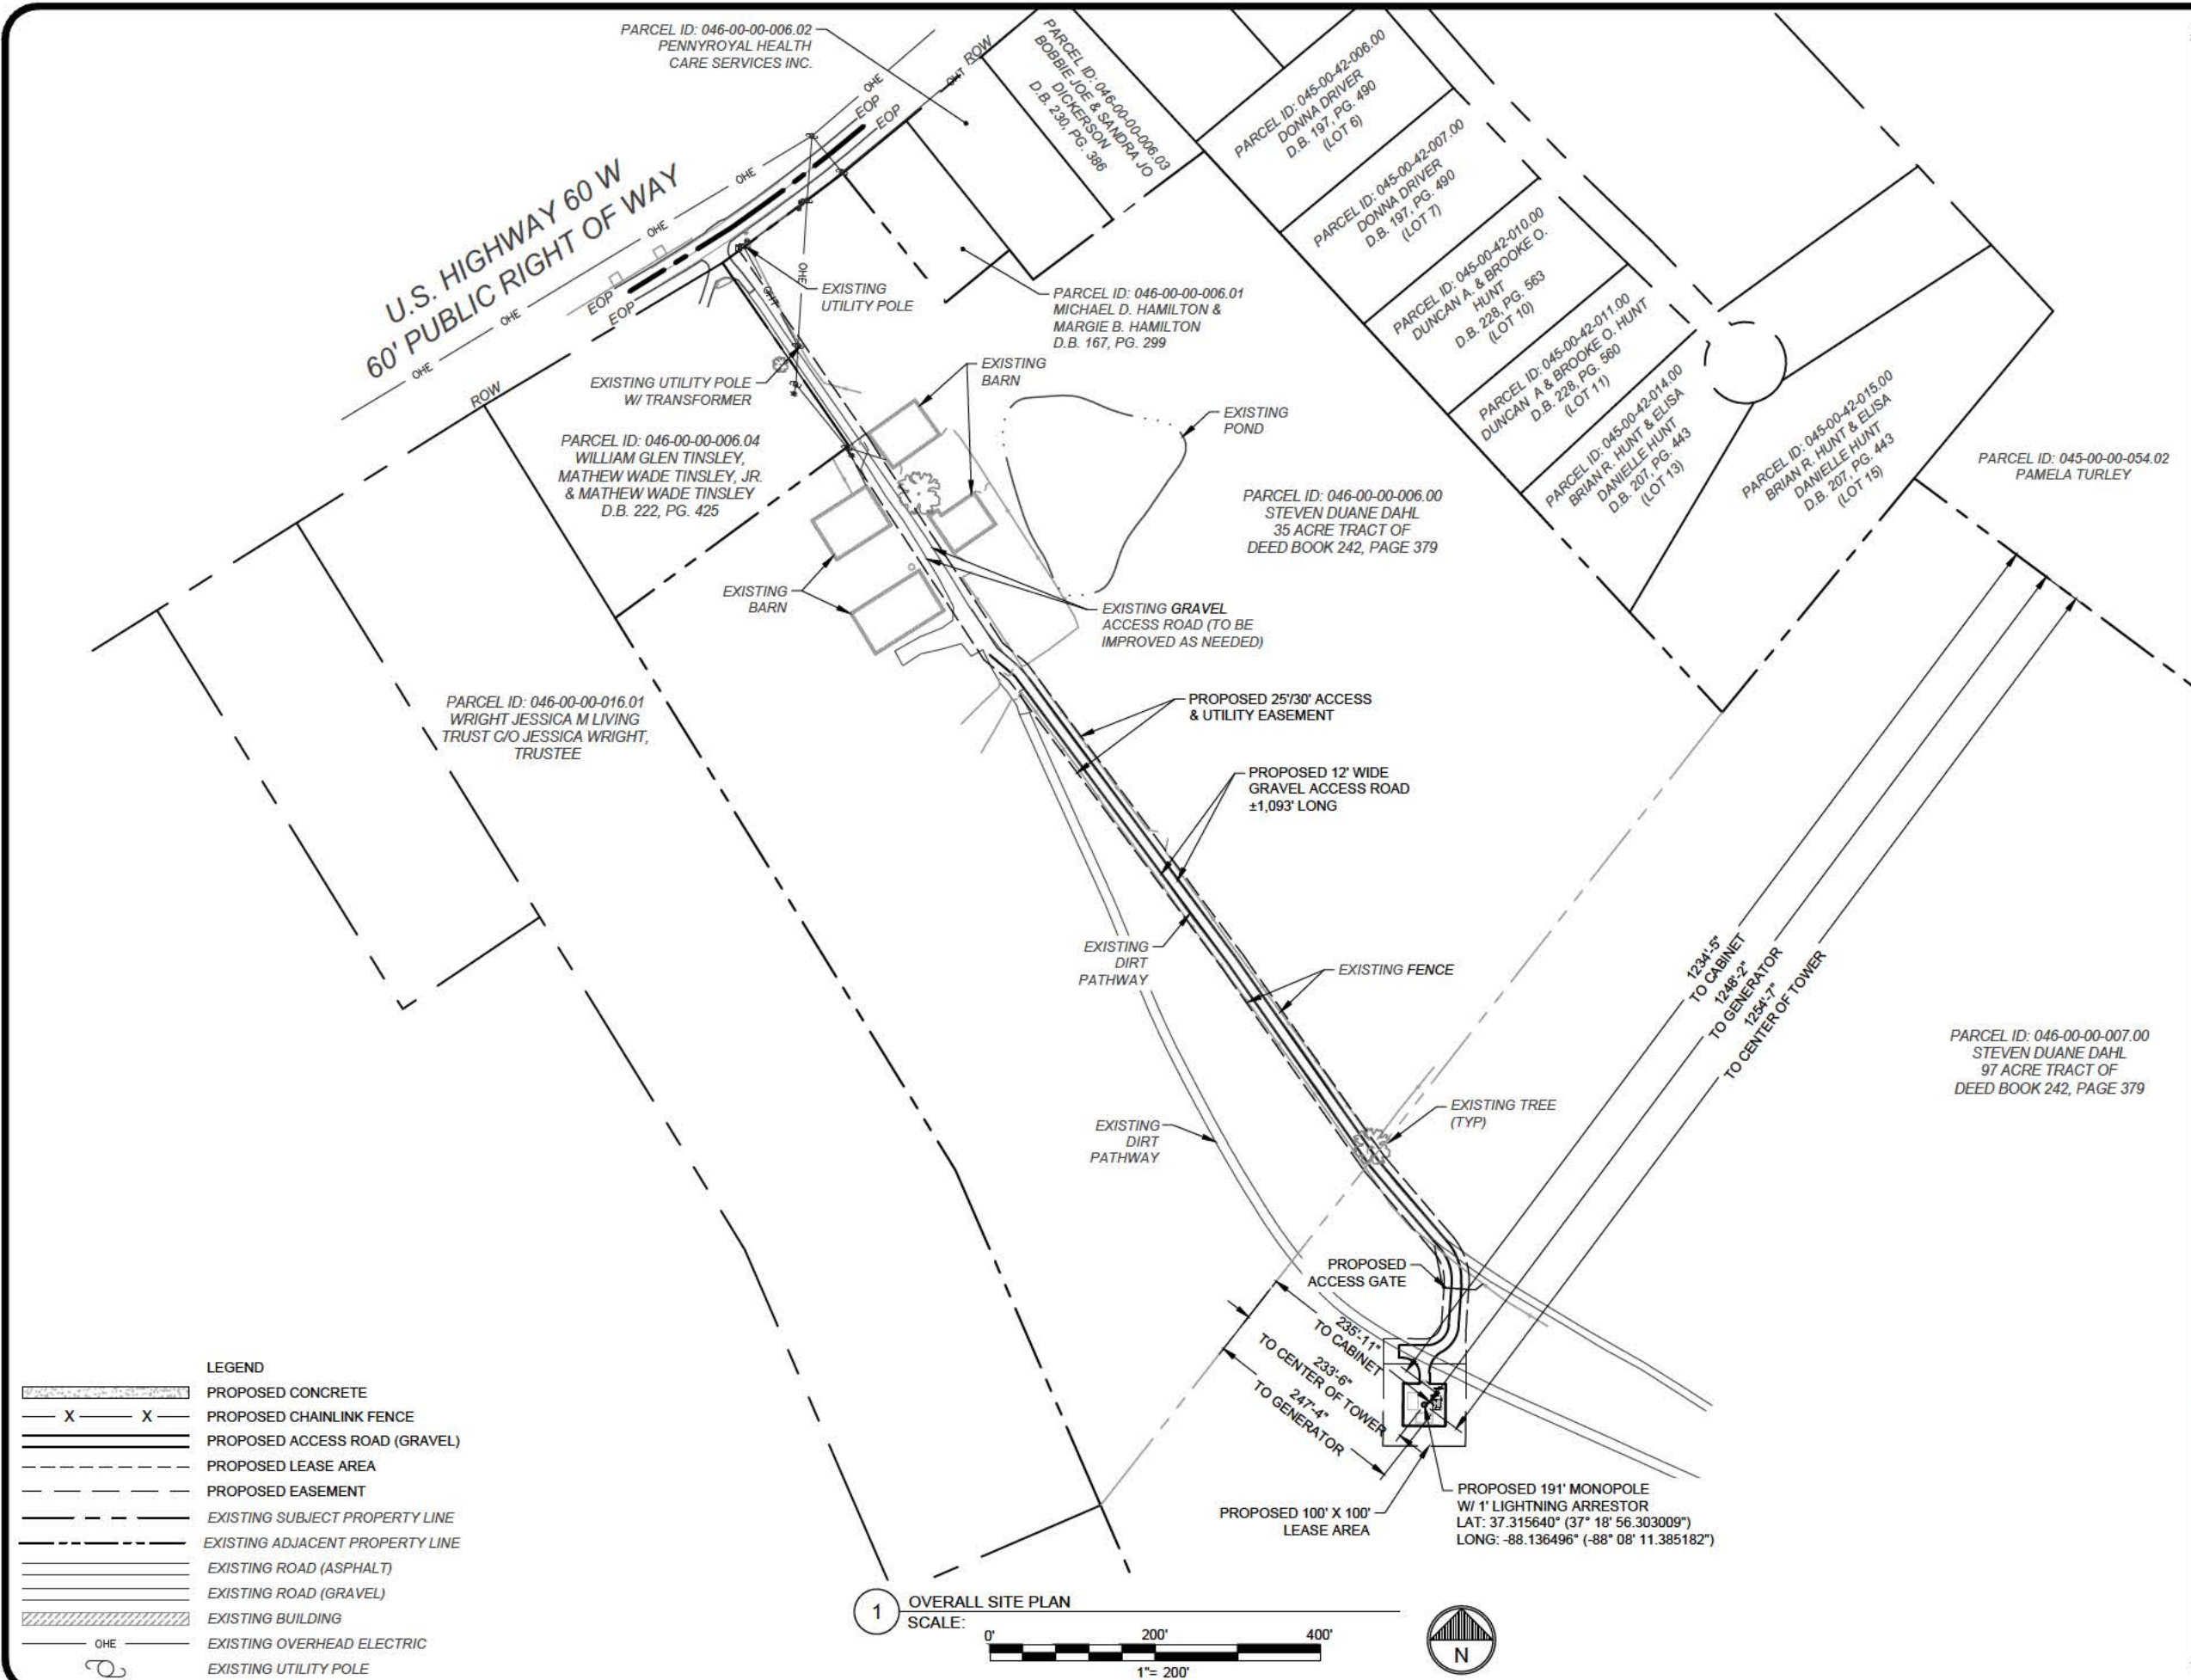 PARCEL ID: 046-00-00-006.02
PENNYROYAL HEALTH
CARE SERVICES INC.
OHE
OHT
ROW
EOP
EOP
PARCEL ID: 046-00-00-006.03
BOBBIE JOE & SANDRA JO
DICKERSON
D.B. 230, PG. 386
PARCEL ID: 045-00-42-006.00
DONNA DRIVER
D.B. 197, PG. 490
(LOT 6)
PARCEL ID: 045-00-42-007.00
DONNA DRIVER
D.B. 197, PG. 490
(LOT 7)
PARCEL ID: 045-00-42-010.00
DUNCAN A. & BROOKE O.
HUNT
D.B. 228, PG. 563
(LOT 10)
PARCEL ID: 045-00-42-011.00
DUNCAN A & BROOKE O. HUNT
D.B. 228, PG. 560
(LOT 11)
PARCEL ID: 045-00-42-014.00
BRIAN R. HUNT & ELISA
DANIELLE HUNT
D.B. 207, PG. 443
(LOT 13)
PARCEL ID: 045-00-42-015.00
BRIAN R. HUNT & ELISA
DANIELLE HUNT
D.B. 207, PG. 443
(LOT 15)
PARCEL ID: 045-00-00-054.02
PAMELA TURLEY
U.S. HIGHWAY 60 W
60' PUBLIC RIGHT OF WAY
OHE
OHE
OHE
OHE
OHE
OHT
EOP
EOP
ROW
EXISTING
UTILITY POLE
PARCEL ID: 046-00-00-006.01
MICHAEL D. HAMILTON &
MARGIE B. HAMILTON
D.B. 167, PG. 299
EXISTING UTILITY POLE
W/ TRANSFORMER
EXISTING
BARN
EXISTING
POND
PARCEL ID: 046-00-00-006.04
WILLIAM GLEN TINSLEY,
MATHEW WADE TINSLEY, JR.
& MATHEW WADE TINSLEY
D.B. 222, PG. 425
PARCEL ID: 046-00-00-006.00
STEVEN DUANE DAHL
35 ACRE TRACT OF
DEED BOOK 242, PAGE 379
EXISTING
BARN
EXISTING GRAVEL
ACCESS ROAD (TO BE
IMPROVED AS NEEDED)
PARCEL ID: 046-00-00-016.01
WRIGHT JESSICA M LIVING
TRUST C/O JESSICA WRIGHT,
TRUSTEE
PROPOSED 25'/30' ACCESS
& UTILITY EASEMENT
PROPOSED 12' WIDE
GRAVEL ACCESS ROAD
±1,093' LONG
EXISTING
DIRT
PATHWAY
EXISTING FENCE
1234'-5"
TO CABINET
1248'-2"
TO GENERATOR
1254'-7"
TO CENTER OF TOWER
PARCEL ID: 046-00-00-007.00
STEVEN DUANE DAHL
97 ACRE TRACT OF
DEED BOOK 242, PAGE 379
EXISTING
DIRT
PATHWAY
EXISTING TREE
(TYP)
PROPOSED
ACCESS GATE
235'-11"
TO CABINET
233'-6"
TO CENTER OF TOWER
247'-4"
TO GENERATOR
PROPOSED 100' X 100'
LEASE AREA
PROPOSED 191' MONOPOLE
W/ 1' LIGHTNING ARRESTOR
LAT: 37.315640° (37° 18' 56.303009")
LONG: -88.136496° (-88° 08' 11.385182")
LEGEND
PROPOSED CONCRETE
X X PROPOSED CHAINLINK FENCE
PROPOSED ACCESS ROAD (GRAVEL)
PROPOSED LEASE AREA
PROPOSED EASEMENT
EXISTING SUBJECT PROPERTY LINE
EXISTING ADJACENT PROPERTY LINE
EXISTING ROAD (ASPHALT)
EXISTING ROAD (GRAVEL)
EXISTING BUILDING
OHE EXISTING OVERHEAD ELECTRIC
EXISTING UTILITY POLE
1 OVERALL SITE PLAN
SCALE:
0' 200' 400'
1"= 200'
N